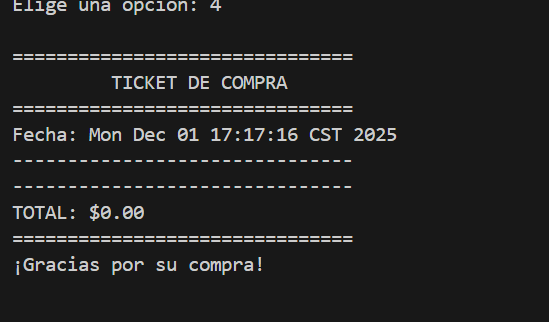 Elige una opcion: 4
===============================
         TICKET DE COMPRA
===============================
Fecha: Mon Dec 01 17:17:16 CST 2025
-------------------------------
-------------------------------
TOTAL: $0.00
===============================
¡Gracias por su compra!